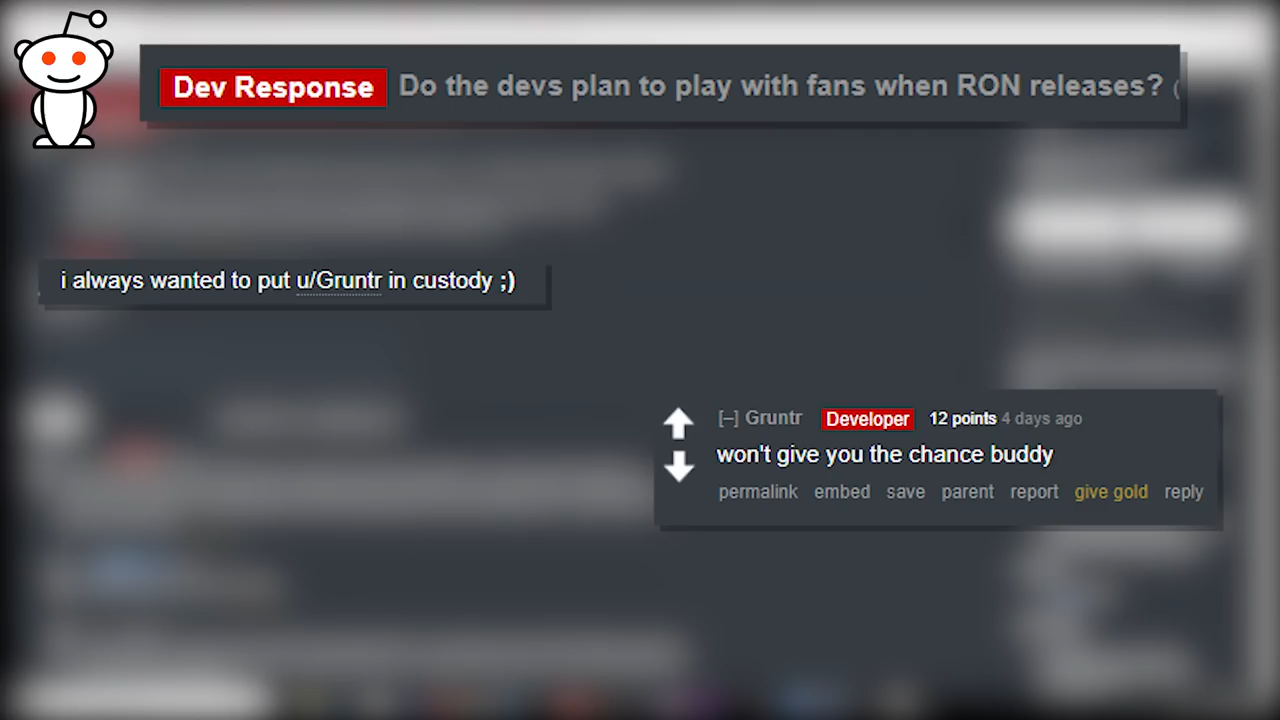 Dev Response Do the devs plan to play with fans when RON releases? (
i always wanted to put u/Gruntr in custody ;)
[–] Gruntr Developer 12 points 4 days ago
won't give you the chance buddy
permalink embed save parent report give gold reply